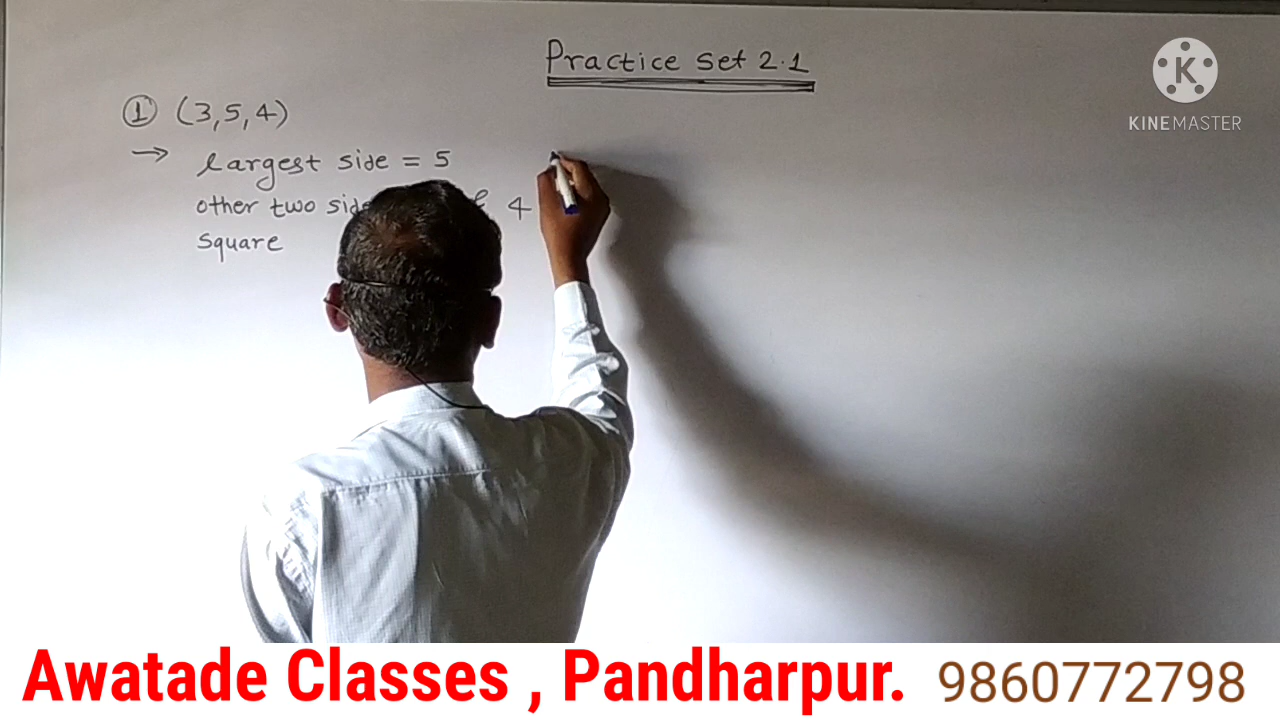 Practice set 2.1
① (3,5,4)
→ Largest side = 5
other two 4
square
K
KINEMASTER
Awatade Classes , Pandharpur. 9860772798